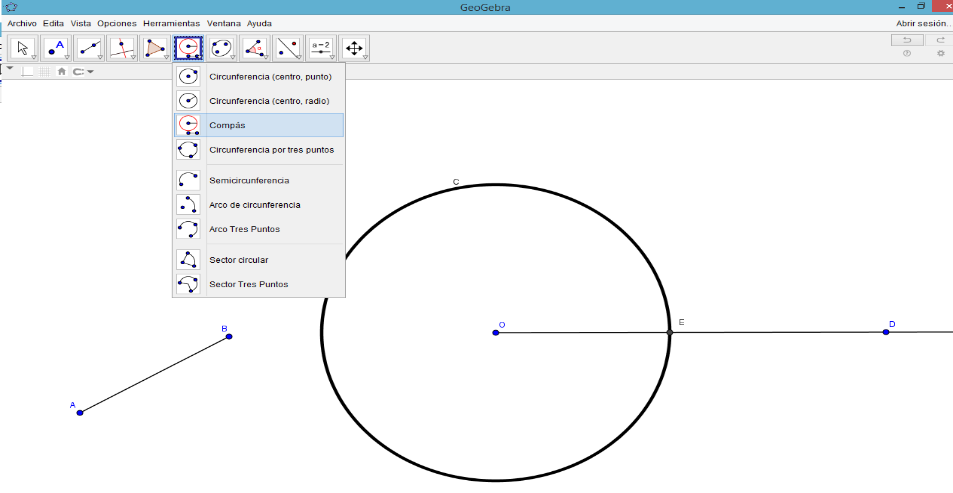 GeoGebra
Archivo Edita Vista Opciones Herramientas Ventana Ayuda
Abrir sesión..
A
a=2
Circunferencia (centro, punto)
Circunferencia (centro, radio)
Compás
Circunferencia por tres puntos
Semicircunferencia
Arco de circunferencia
Arco Tres Puntos
Sector circular
Sector Tres Puntos
C
O
E
D
B
A